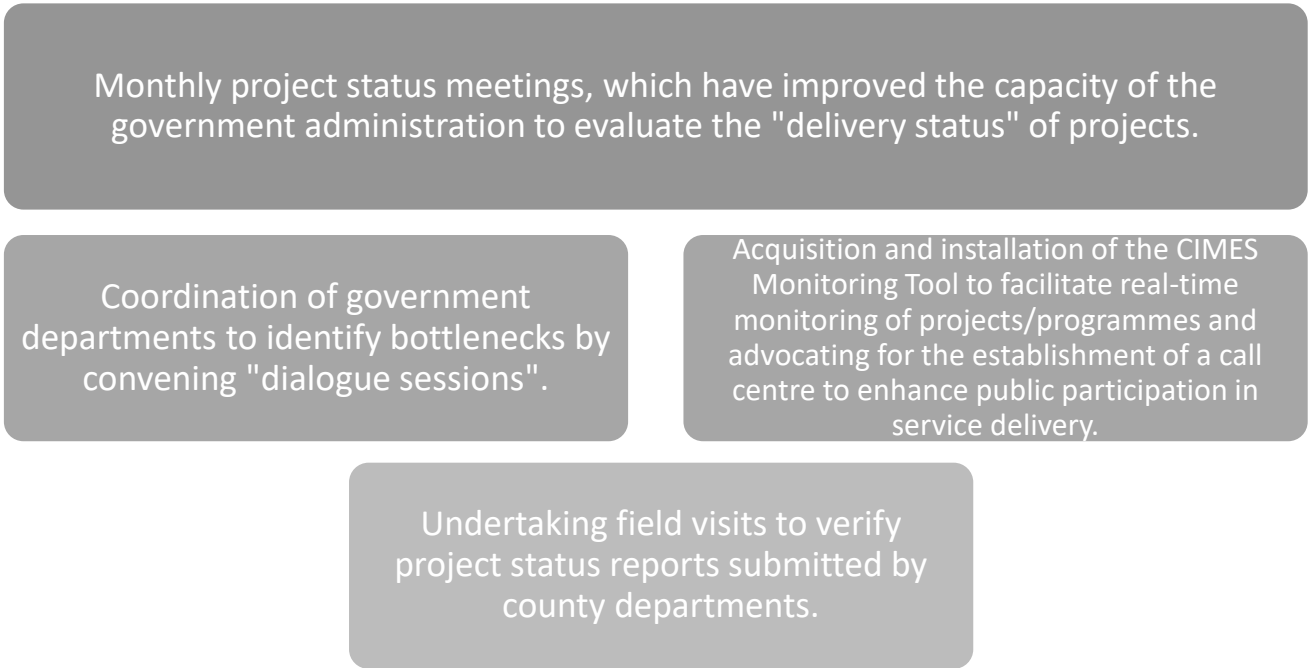 Monthly project status meetings, which have improved the capacity of the
government administration to evaluate the "delivery status" of projects.
Coordination of government
departments to identify bottlenecks by
convening "dialogue sessions".
Acquisition and installation of the CIMES
Monitoring Tool to facilitate real-time
monitoring of projects/programmes and
advocating for the establishment of a call
centre to enhance public participation in
service delivery.
Undertaking field visits to verify
project status reports submitted by
county departments.